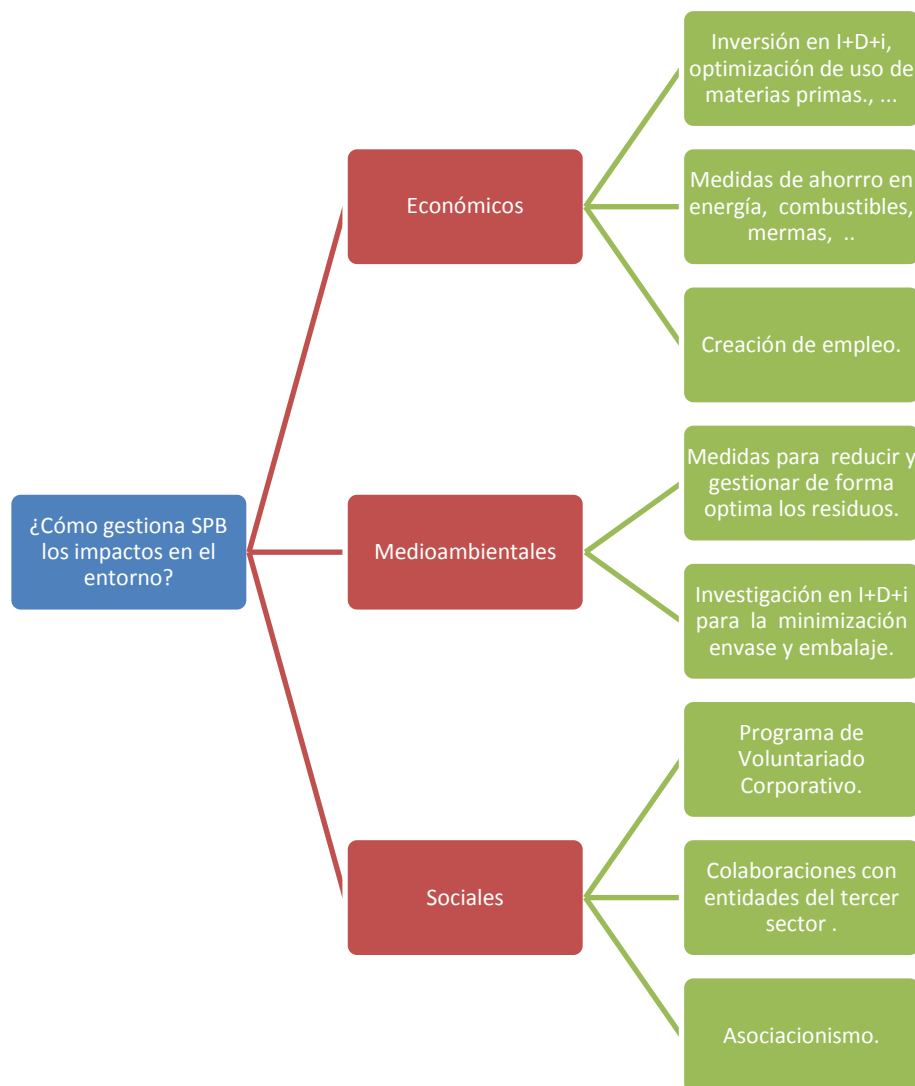 Inversión en I+D+i,
optimización de uso de
materias primas., ...
Económicos
Medidas de ahorrro en
energía, combustibles,
mermas, ..
Creación de empleo.
¿Cómo gestiona SPB
los impactos en el
entorno?
Medioambientales
Medidas para reducir y
gestionar de forma
optima los residuos.
Investigación en I+D+i
para la minimización
envase y embalaje.
Sociales
Programa de
Voluntariado
Corporativo.
Colaboraciones con
entidades del tercer
sector .
Asociacionismo.